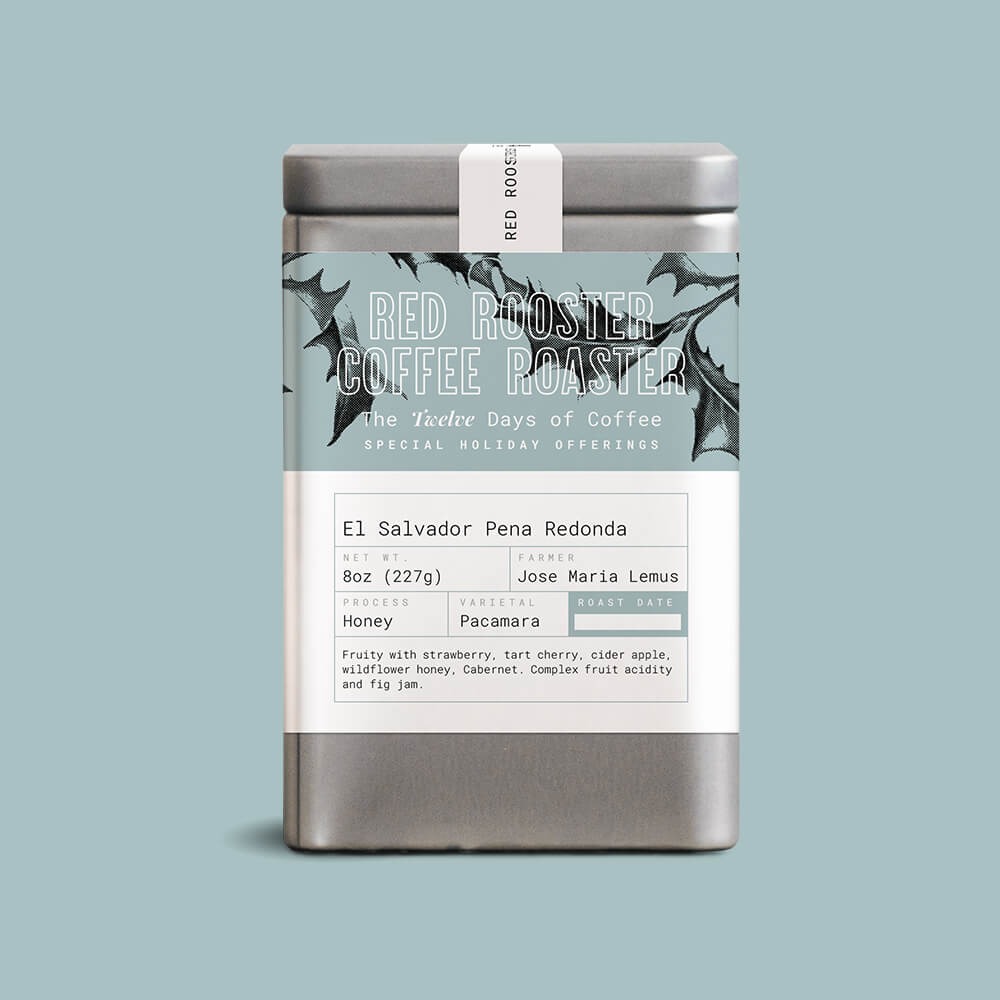 RED ROOS
RED ROOSTER
COFFEE ROASTER
The Twelve Days of Coffee
SPECIAL HOLIDAY OFFERINGS
El Salvador Pena Redonda
NET WT.
8oz (227g)
FARMER
Jose Maria Lemus
PROCESS
Honey
VARIETAL
Pacamara
ROAST DATE
Fruity with strawberry, tart cherry, cider apple,
wildflower honey, Cabernet. Complex fruit acidity
and fig jam.